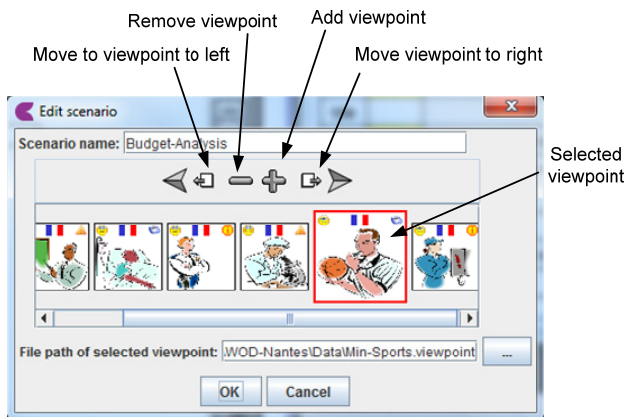 Remove viewpoint
Add viewpoint
Move to viewpoint to left
Move viewpoint to right
Edit scenario
Scenario name: Budget-Analysis
Selected
viewpoint
File path of selected viewpoint: .WOD-Nantes\Data\Min-Sports.viewpoint ...
OK Cancel